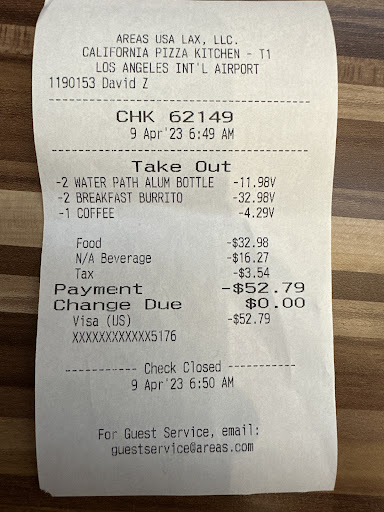 AREAS USA LAX, LLC.
CALIFORNIA PIZZA KITCHEN - T1
LOS ANGELES INT'L AIRPORT
1190153 David Z
CHK 62149
9 Apr'23 6:49 AM
Take Out
-2 WATER PATH ALUM BOTTLE -11.98V
-2 BREAKFAST BURRITO -32.98V
-1 COFFEE -4.29V
Food -$32.98
N/A Beverage -$16.27
Tax -$3.54
Payment -$52.79
Change Due $0.00
Visa (US) -$52.79
XXXXXXXXXXXX5176
------------ Check Closed ------------
9 Apr'23 6:50 AM
For Guest Service, email:
guestservice@areas.com